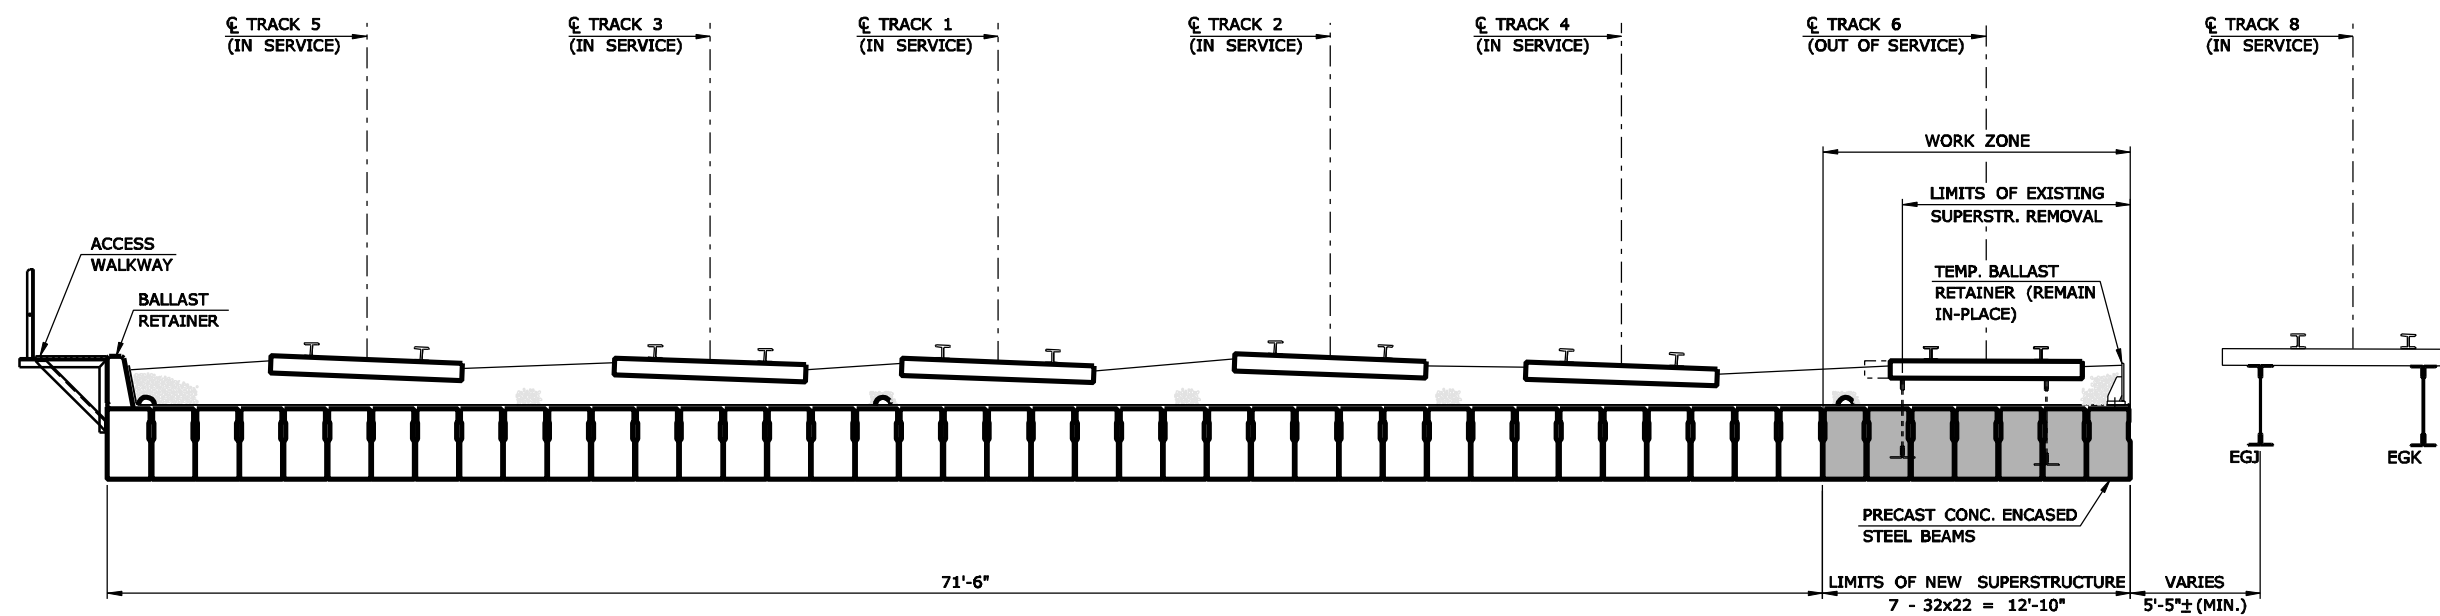 ℄ TRACK 5
(IN SERVICE)
℄ TRACK 3
(IN SERVICE)
℄ TRACK 1
(IN SERVICE)
℄ TRACK 2
(IN SERVICE)
℄ TRACK 4
(IN SERVICE)
℄ TRACK 6
(OUT OF SERVICE)
℄ TRACK 8
(IN SERVICE)
WORK ZONE
LIMITS OF EXISTING
SUPERSTR. REMOVAL
ACCESS
WALKWAY
BALLAST
RETAINER
TEMP. BALLAST
RETAINER (REMAIN
IN-PLACE)
EGJ
EGK
PRECAST CONC. ENCASED
STEEL BEAMS
71'-6"
LIMITS OF NEW SUPERSTRUCTURE
7 - 32x22 = 12'-10"
VARIES
5'-5"± (MIN.)